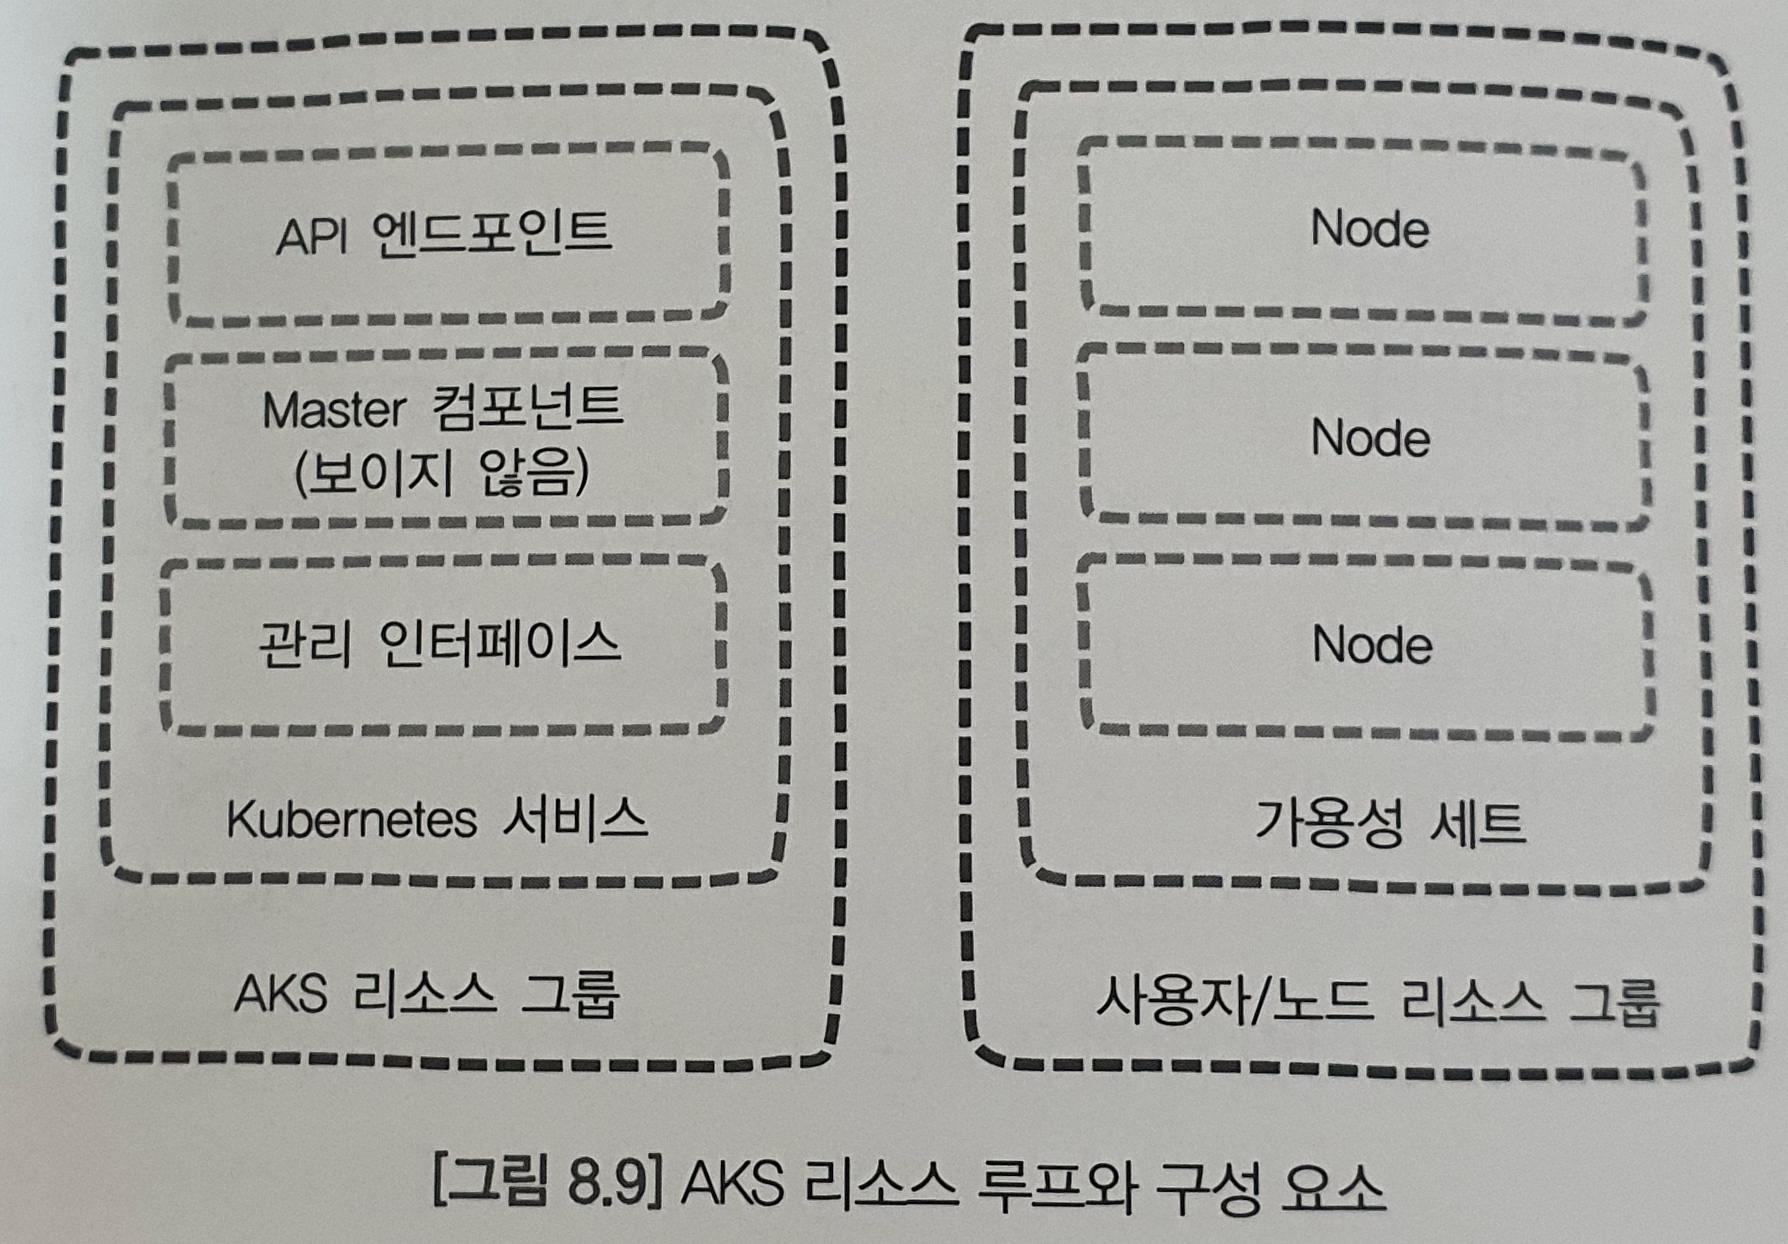 API 엔드포인트
Master 컴포넌트
(보이지 않음)
관리 인터페이스
Kubernetes 서비스
AKS 리소스 그룹
Node
Node
Node
가용성 세트
사용자/노드 리소스 그룹
[그림 8.9] AKS 리소스 루프와 구성 요소